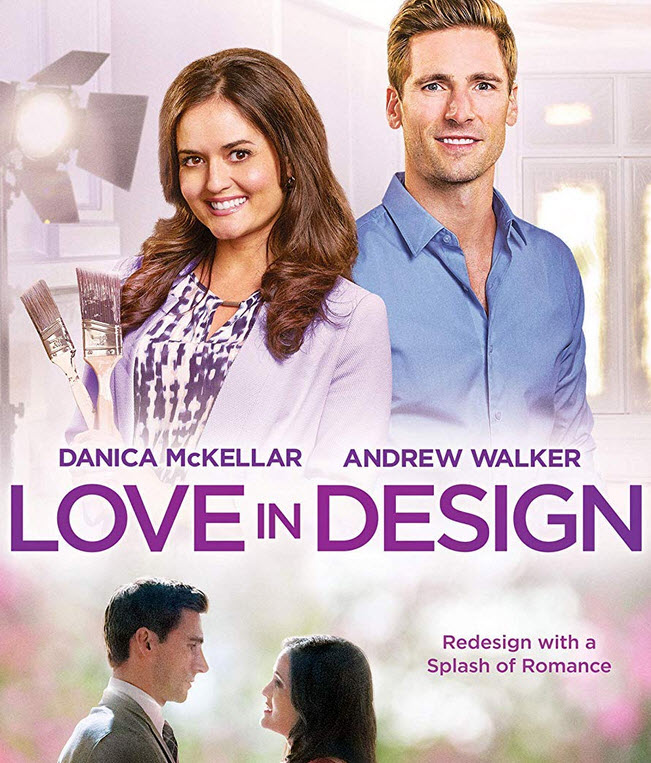 DANICA McKELLAR ANDREW WALKER
LOVE IN DESIGN
Redesign with a
Splash of Romance